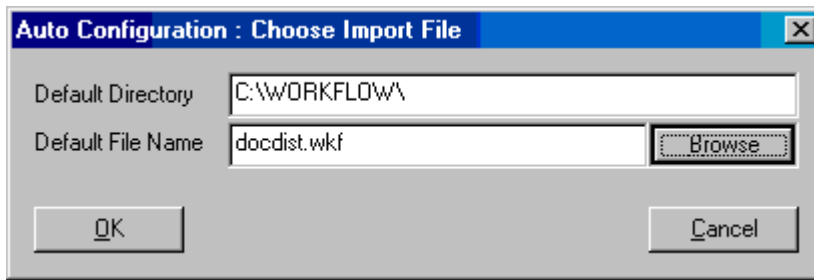 Auto Configuration : Choose Import File
Default Directory C:\WORKFLOW\
Default File Name docdist.wkf Browse
OK Cancel